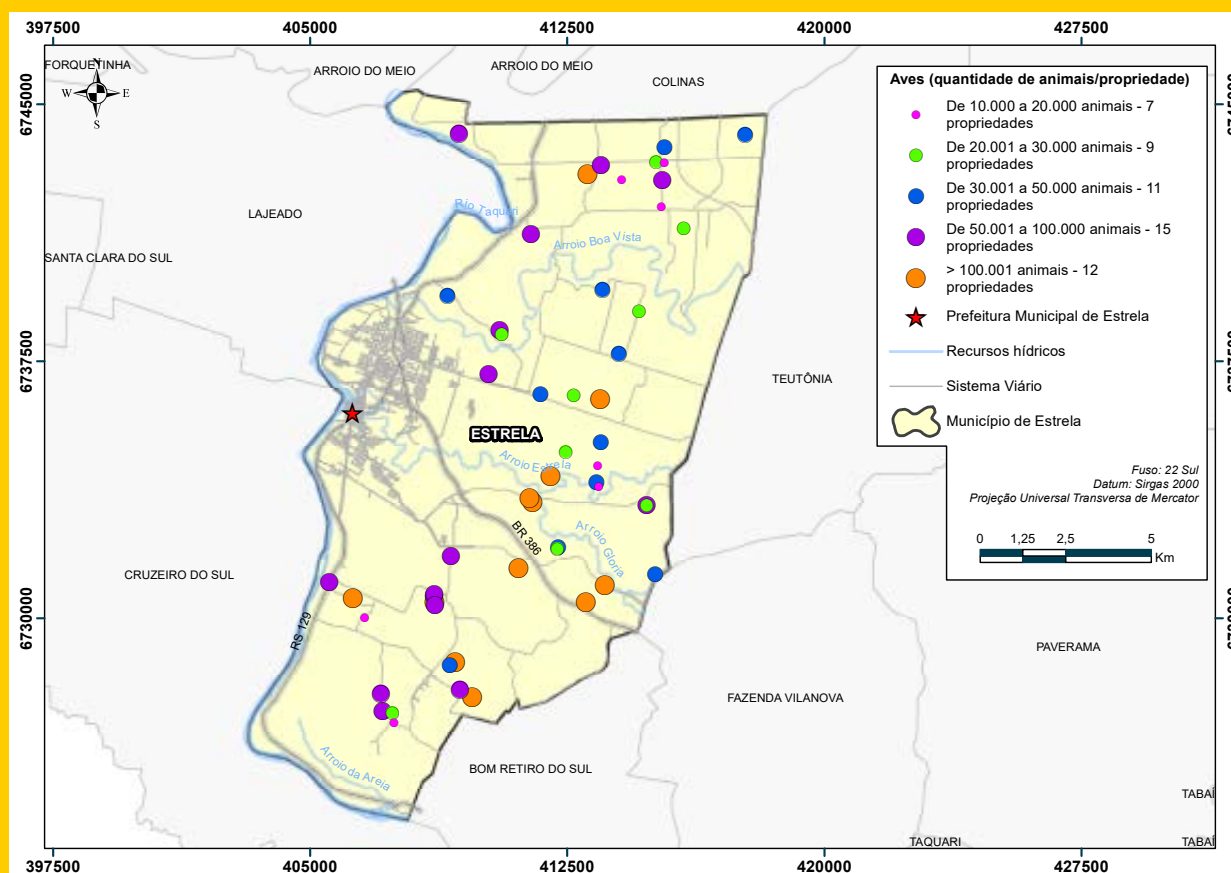 397500
405000
412500
420000
427500
FORQUETINHA
ARROIO DO MEIO
ARROIO DO MEIO
COLINAS
N
W
E
S
6745000
6745000
Aves (quantidade de animais/propriedade)
De 10.000 a 20.000 animais - 7
propriedades
De 20.001 a 30.000 animais - 9
propriedades
De 30.001 a 50.000 animais - 11
propriedades
De 50.001 a 100.000 animais - 15
propriedades
> 100.001 animais - 12
propriedades
Prefeitura Municipal de Estrela
Recursos hídricos
Sistema Viário
Município de Estrela
Fuso: 22 Sul
Datum: Sirgas 2000
Projeção Universal Transversa de Mercator
0
1,25
2,5
5
Km
LAJEADO
Rio Taquari
Arroio Boa Vista
SANTA CLARA DO SUL
6737500
6737500
TEUTÔNIA
ESTRELA
Arroio Estrela
BR 386
Arroio Gloria
CRUZEIRO DO SUL
RS 129
6730000
6730000
PAVERAMA
FAZENDA VILANOVA
Arroio da Areia
BOM RETIRO DO SUL
TABAÍ
TAQUARI
TABAÍ
397500
405000
412500
420000
427500